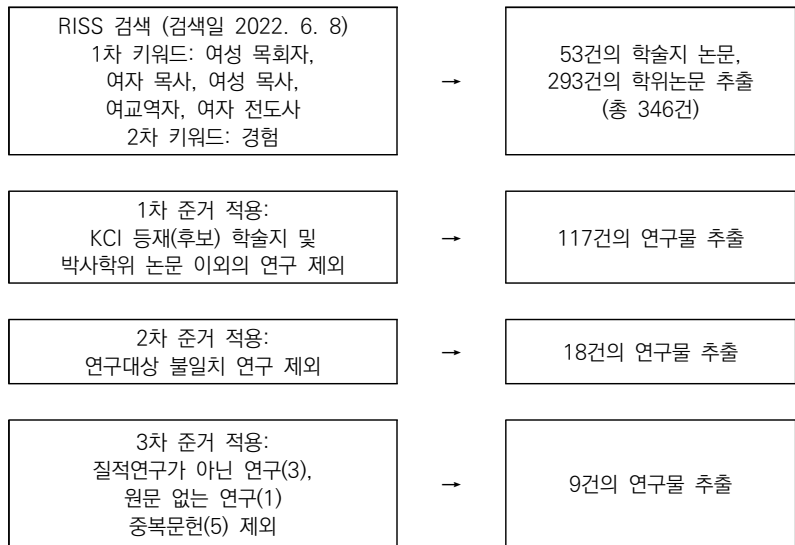 RISS 검색 (검색일 2022. 6. 8)
1차 키워드: 여성 목회자,
여자 목사, 여성 목사,
여교역자, 여자 전도사
2차 키워드: 경험
→
53건의 학술지 논문,
293건의 학위논문 추출
(총 346건)
1차 준거 적용:
KCI 등재(후보) 학술지 및
박사학위 논문 이외의 연구 제외
→
117건의 연구물 추출
2차 준거 적용:
연구대상 불일치 연구 제외
→
18건의 연구물 추출
3차 준거 적용:
질적연구가 아닌 연구(3),
원문 없는 연구(1)
중복문헌(5) 제외
→
9건의 연구물 추출